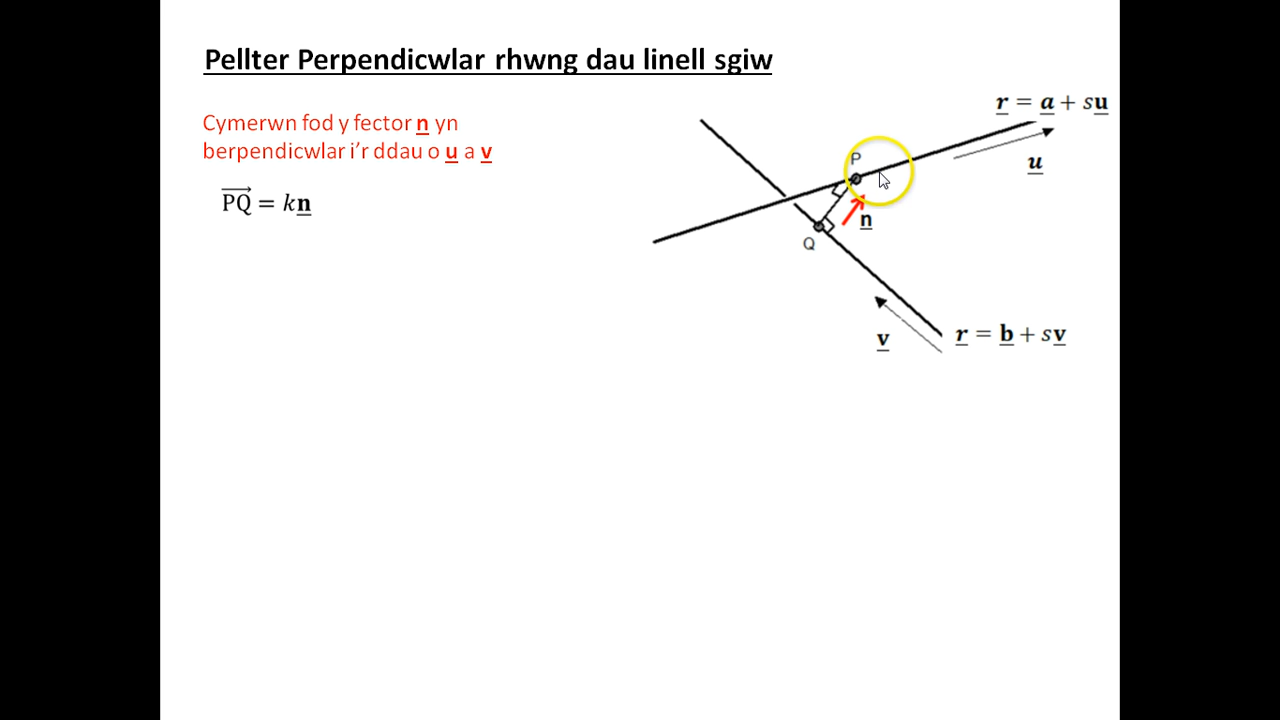 Pellter Perpendicwlar rhwng dau linell sgiw
Cymerwn fod y fector n yn
berpendicwlar i'r ddau o u a v
PQ = kn
r = a + su
u
P
n
Q
v
r = b + sv